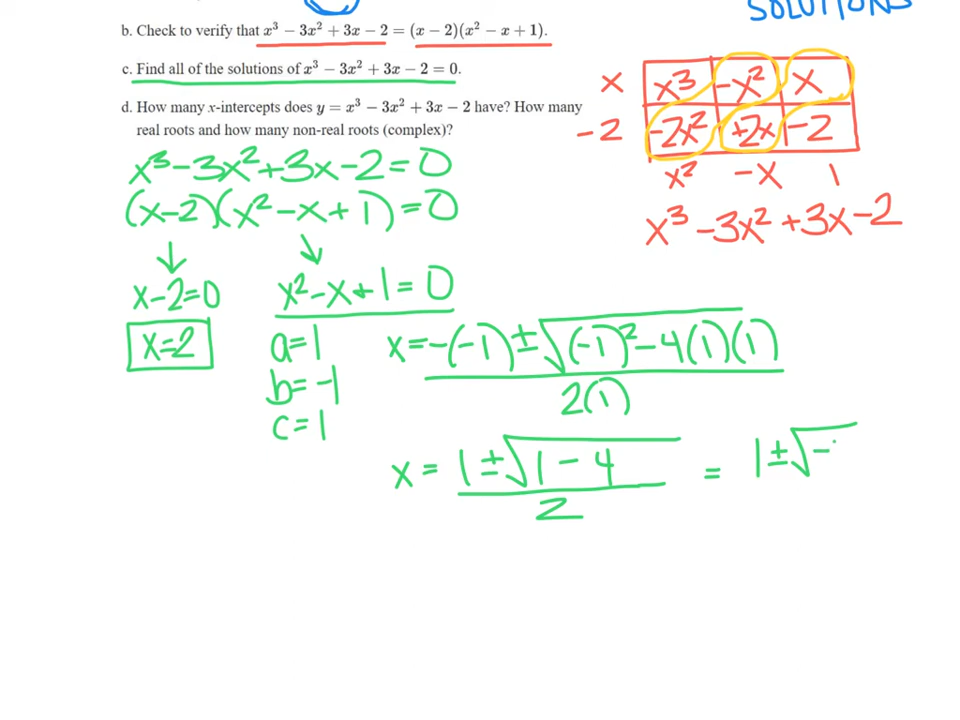 SOLUTIONS
b. Check to verify that x³ − 3x² + 3x − 2 = (x − 2)(x² − x + 1).
c. Find all of the solutions of x³ − 3x² + 3x − 2 = 0.
d. How many x-intercepts does y = x³ − 3x² + 3x − 2 have? How many
real roots and how many non-real roots (complex)?
x x³ -x² x
-2 -2x² +2x -2
x² -x 1
x³ -3x² +3x -2
x³-3x²+3x-2=0
(x-2)(x²-x+1)=0
x-2=0 x²-x+1=0
x=2
a=1
b=-1
c=1
x=-(-1)±√(-1)²-4(1)(1)
2(1)
x= 1±√1-4 = 1±√-
2